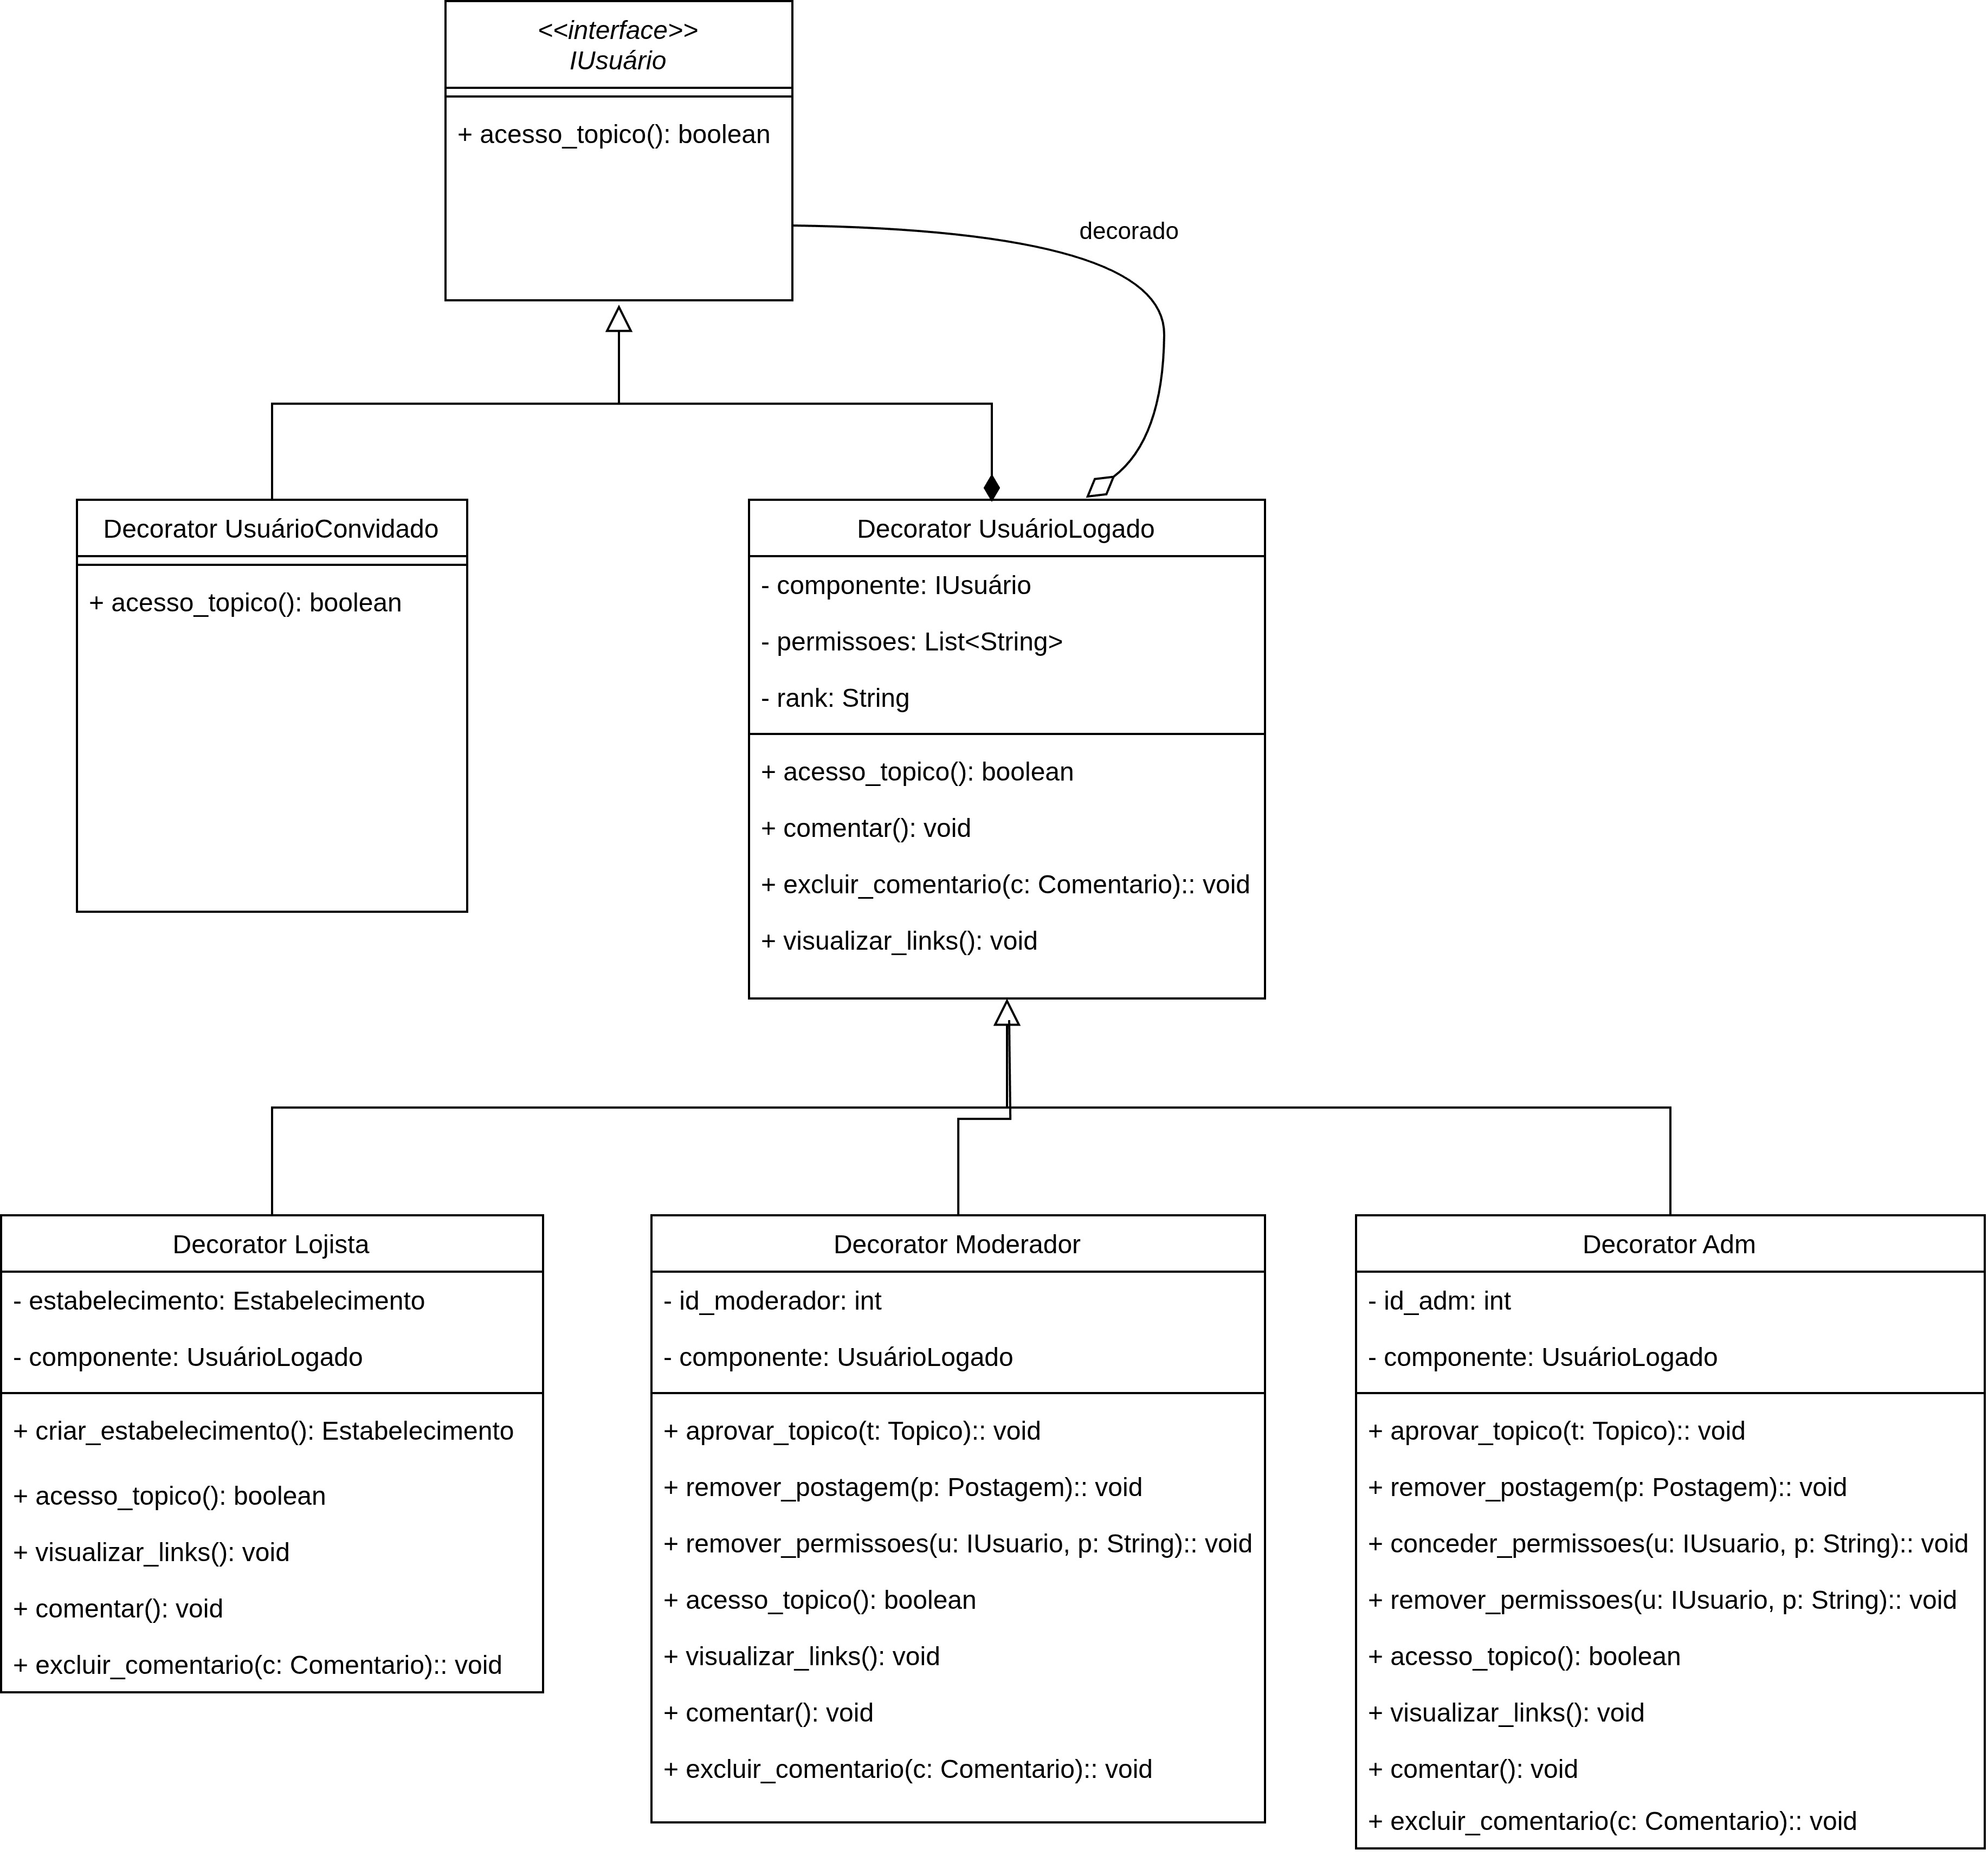 <<interface>>
IUsuário
+ acesso_topico(): boolean
decorado
Decorator UsuárioConvidado
+ acesso_topico(): boolean
Decorator UsuárioLogado
- componente: IUsuário
- permissoes: List<String>
- rank: String
+ acesso_topico(): boolean
+ comentar(): void
+ excluir_comentario(c: Comentario):: void
+ visualizar_links(): void
Decorator Lojista
- estabelecimento: Estabelecimento
- componente: UsuárioLogado
+ criar_estabelecimento(): Estabelecimento
+ acesso_topico(): boolean
+ visualizar_links(): void
+ comentar(): void
+ excluir_comentario(c: Comentario):: void
Decorator Moderador
- id_moderador: int
- componente: UsuárioLogado
+ aprovar_topico(t: Topico):: void
+ remover_postagem(p: Postagem):: void
+ remover_permissoes(u: IUsuario, p: String):: void
+ acesso_topico(): boolean
+ visualizar_links(): void
+ comentar(): void
+ excluir_comentario(c: Comentario):: void
Decorator Adm
- id_adm: int
- componente: UsuárioLogado
+ aprovar_topico(t: Topico):: void
+ remover_postagem(p: Postagem):: void
+ conceder_permissoes(u: IUsuario, p: String):: void
+ remover_permissoes(u: IUsuario, p: String):: void
+ acesso_topico(): boolean
+ visualizar_links(): void
+ comentar(): void
+ excluir_comentario(c: Comentario):: void